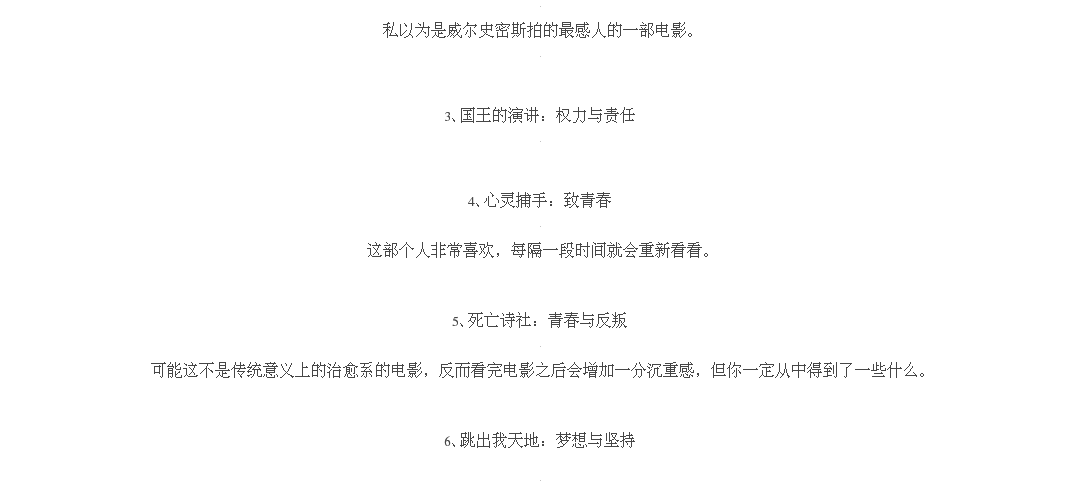 私以为是威尔史密斯拍的最感人的一部电影。
3、国王的演讲：权力与责任
4、心灵捕手：致青春
这部个人非常喜欢，每隔一段时间就会重新看看。
5、死亡诗社：青春与反叛
可能这不是传统意义上的治愈系的电影，反而看完电影之后会增加一分沉重感，但你一定从中得到了一些什么。
6、跳出我天地：梦想与坚持